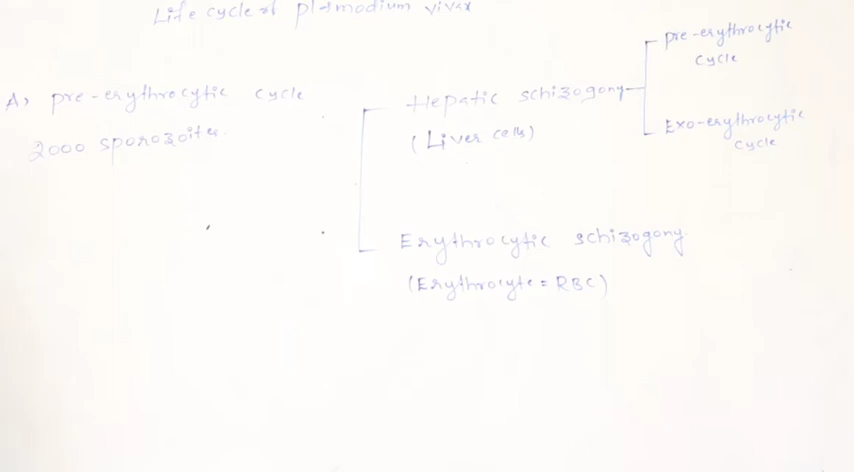 Life cycle of plasmodium vivax
A) pre-erythrocytic cycle
2000 sporozoites.
Hepatic schizogony
(Liver cells)
pre-erythrocytic
cycle
Exo-erythrocytic
cycle
Erythrocytic schizogony
(Erythrocyte = RBC)